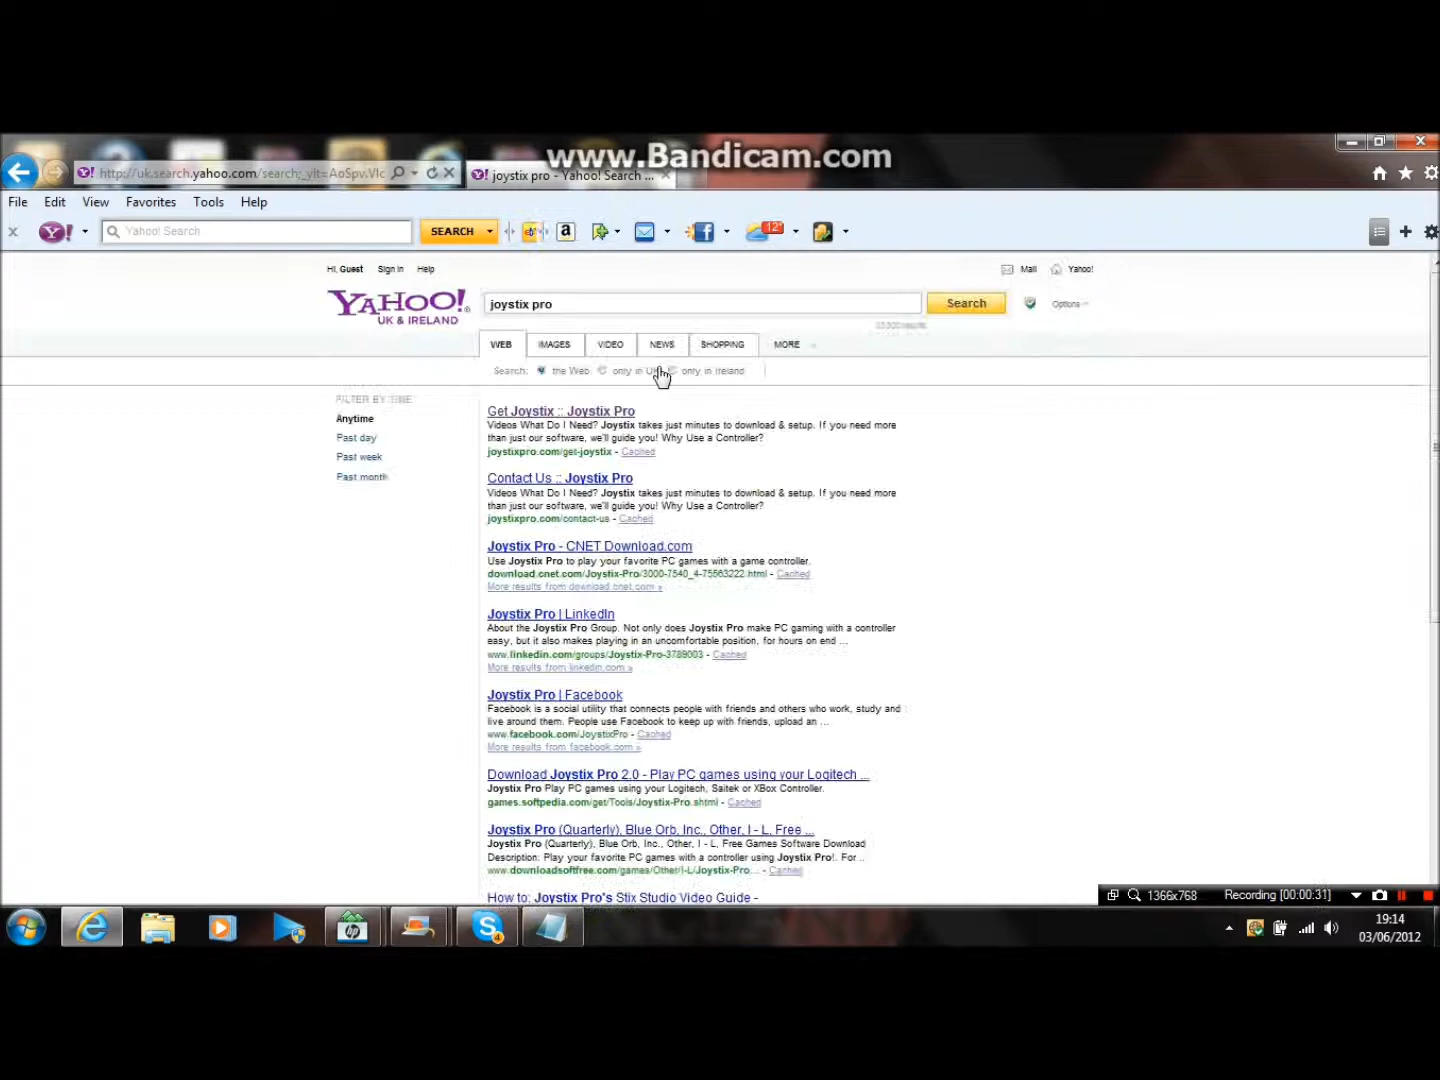 www.Bandicam.com
http://uk.search.yahoo.com/search;_ylt=AoSpv.Vlc
joystix pro - Yahoo! Search ...
File Edit View Favorites Tools Help
Yahoo! Search
SEARCH
12°
Hi, Guest Sign In Help
Mail Yahoo!
YAHOO!
UK & IRELAND
joystix pro
Search
Options
results
WEB IMAGES VIDEO NEWS SHOPPING MORE
Search: the Web only in only in Ireland
FILTER BY TIME
Anytime
Past day
Past week
Past month
Get Joystix :: Joystix Pro
Videos What Do I Need? Joystix takes just minutes to download & setup. If you need more
than just our software, we'll guide you! Why Use a Controller?
joystixpro.com/get-joystix - Cached
Contact Us :: Joystix Pro
Videos What Do I Need? Joystix takes just minutes to download & setup. If you need more
than just our software, we'll guide you! Why Use a Controller?
joystixpro.com/contact-us - Cached
Joystix Pro - CNET Download.com
Use Joystix Pro to play your favorite PC games with a game controller.
download.cnet.com/Joystix-Pro/3000-7540_4-75563222.html - Cached
More results from download.cnet.com »
Joystix Pro | LinkedIn
About the Joystix Pro Group. Not only does Joystix Pro make PC gaming with a controller
easy, but it also makes playing in an uncomfortable position, for hours on end ...
www.linkedin.com/groups/Joystix-Pro-3789003 - Cached
More results from linkedin.com »
Joystix Pro | Facebook
Facebook is a social utility that connects people with friends and others who work, study and
live around them. People use Facebook to keep up with friends, upload an ...
www.facebook.com/JoystixPro - Cached
More results from facebook.com »
Download Joystix Pro 2.0 - Play PC games using your Logitech ...
Joystix Pro Play PC games using your Logitech, Saitek or XBox Controller.
games.softpedia.com/get/Tools/Joystix-Pro.shtml - Cached
Joystix Pro (Quarterly), Blue Orb, Inc., Other, I - L, Free ...
Joystix Pro (Quarterly), Blue Orb, Inc., Other, I - L, Free Games Software Download
Description: Play your favorite PC games with a controller using Joystix Pro!. For ..
www.downloadsoftfree.com/games/Other/I-L/Joystix-Pro... - Cached
How to: Joystix Pro's Stix Studio Video Guide -
1366x768 Recording [00:00:31]
19:14
03/06/2012